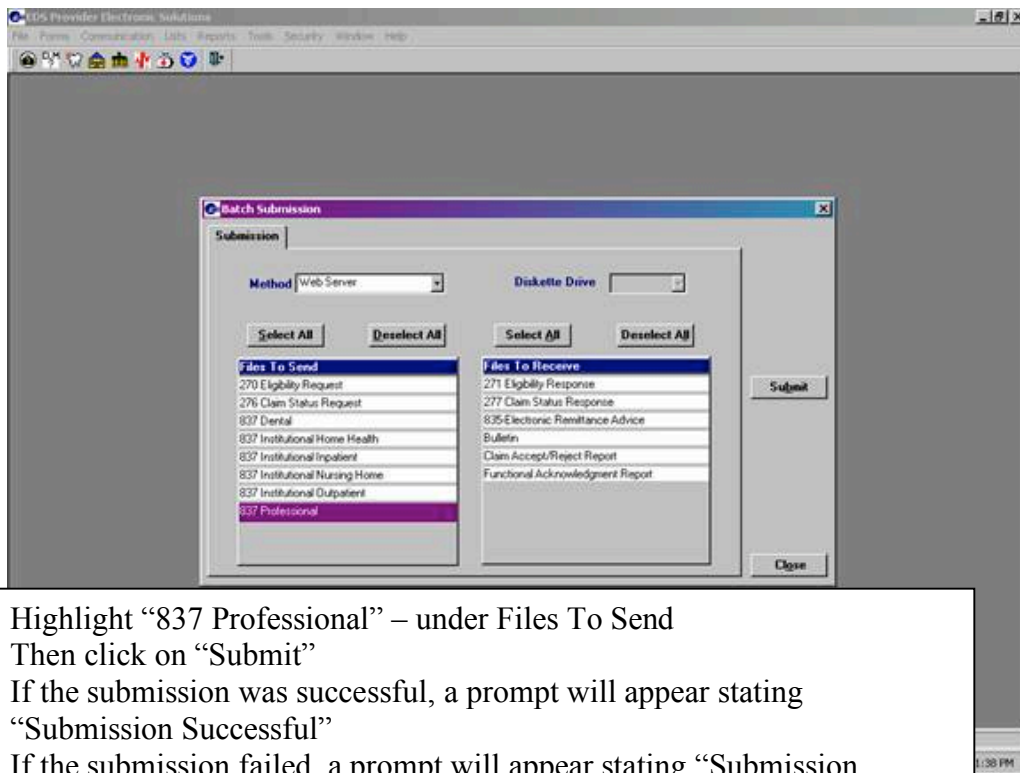 EDS Provider Electronic Solutions
File Forms Communication Lists Reports Tools Security Window Help
Batch Submission
Submission
Method Web Server Diskette Drive
Select All Deselect All Select All Deselect All
Files To Send Files To Receive
270 Eligibility Request 271 Eligibility Response
276 Claim Status Request 277 Claim Status Response
837 Dental 835-Electronic Remittance Advice
837 Institutional Home Health Bulletin
837 Institutional Inpatient Claim Accept/Reject Report
837 Institutional Nursing Home Functional Acknowledgment Report
837 Institutional Outpatient
837 Professional
Submit
Close
Highlight “837 Professional” – under Files To Send
Then click on “Submit”
If the submission was successful, a prompt will appear stating
“Submission Successful”
If the submission failed, a prompt will appear stating “Submission
1:38 PM